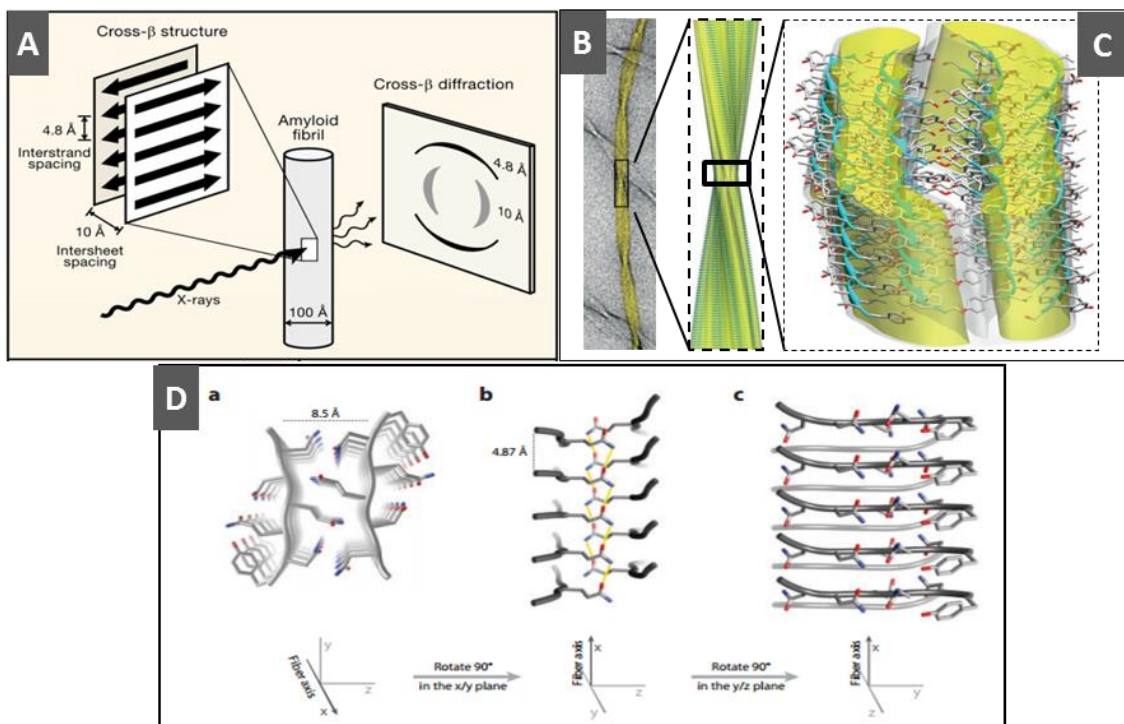 A
Cross-β structure
4.8 Å
Interstrand
spacing
10 Å
Intersheet
spacing
X-rays
Amyloid
fibril
100 Å
Cross-β diffraction
4.8 Å
10 Å
B
C
D
a
8.5 Å
b
4.87 Å
c
Fiber axis
x
y
z
Rotate 90°
in the x/y plane
Fiber axis
x
z
y
Rotate 90°
in the y/z plane
Fiber axis
x
y
z